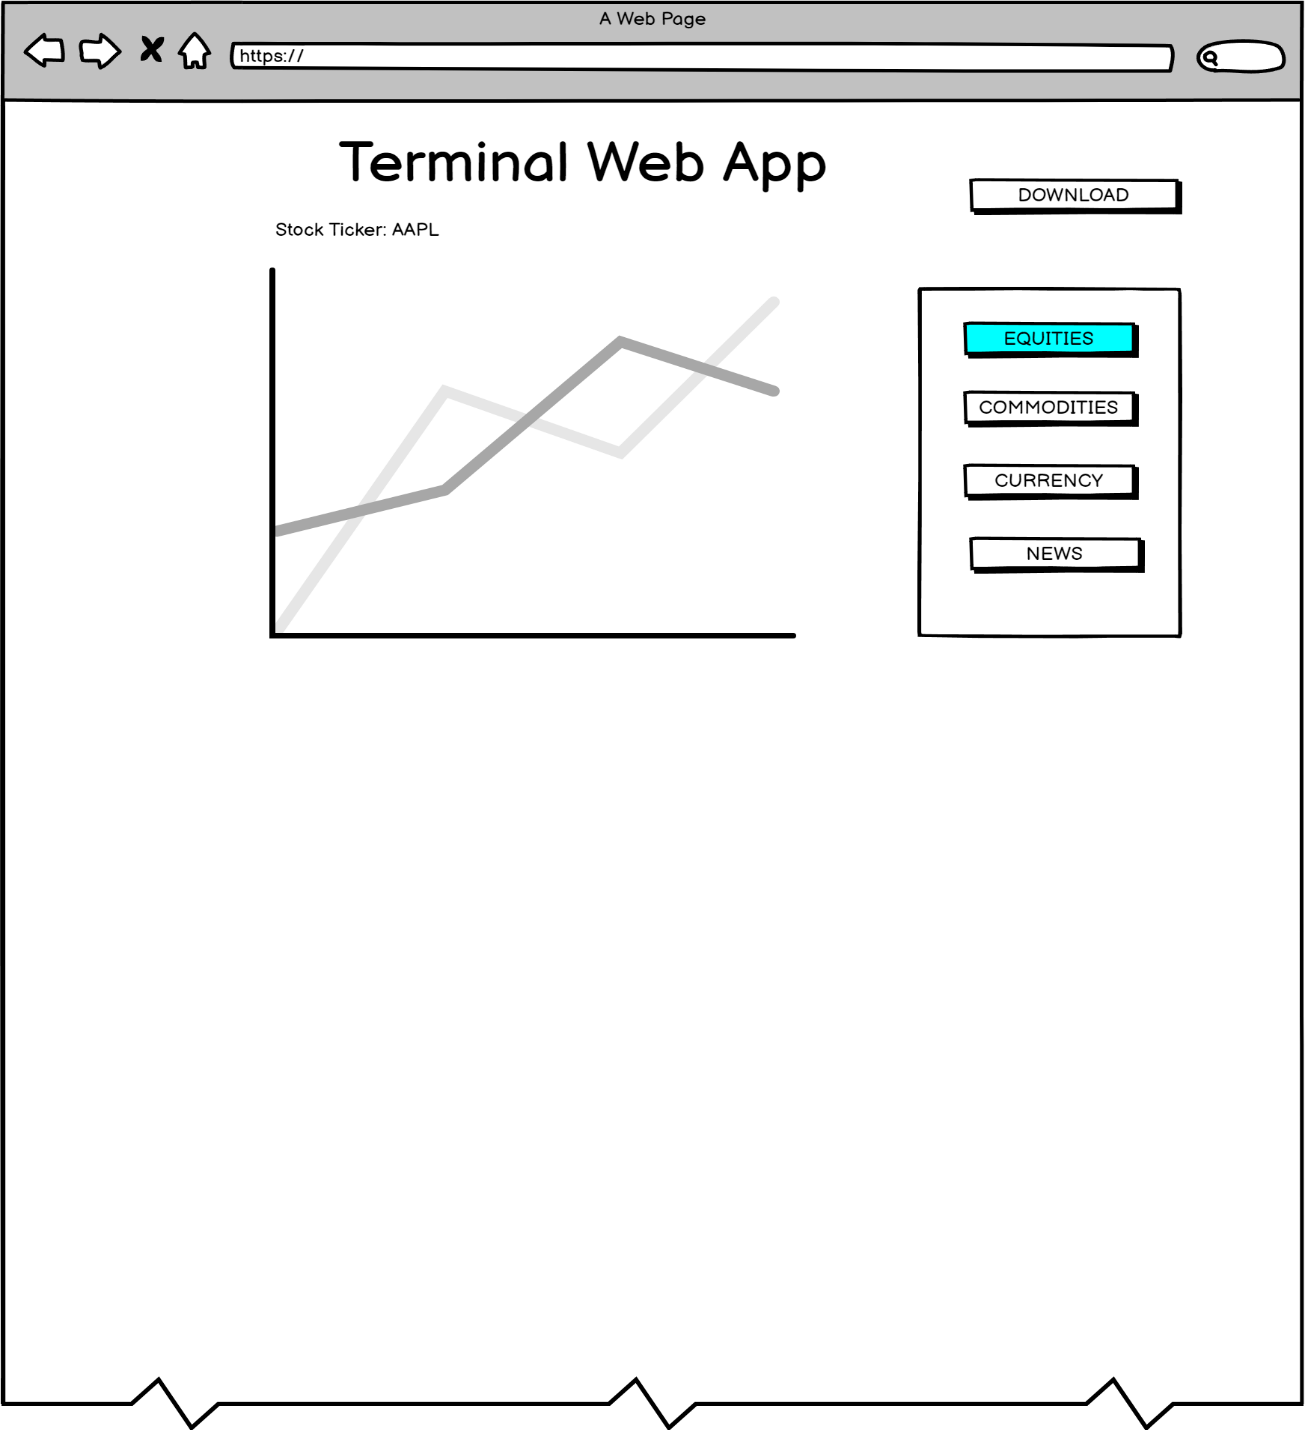 A Web Page
https://
Terminal Web App
DOWNLOAD
Stock Ticker: AAPL
EQUITIES
COMMODITIES
CURRENCY
NEWS